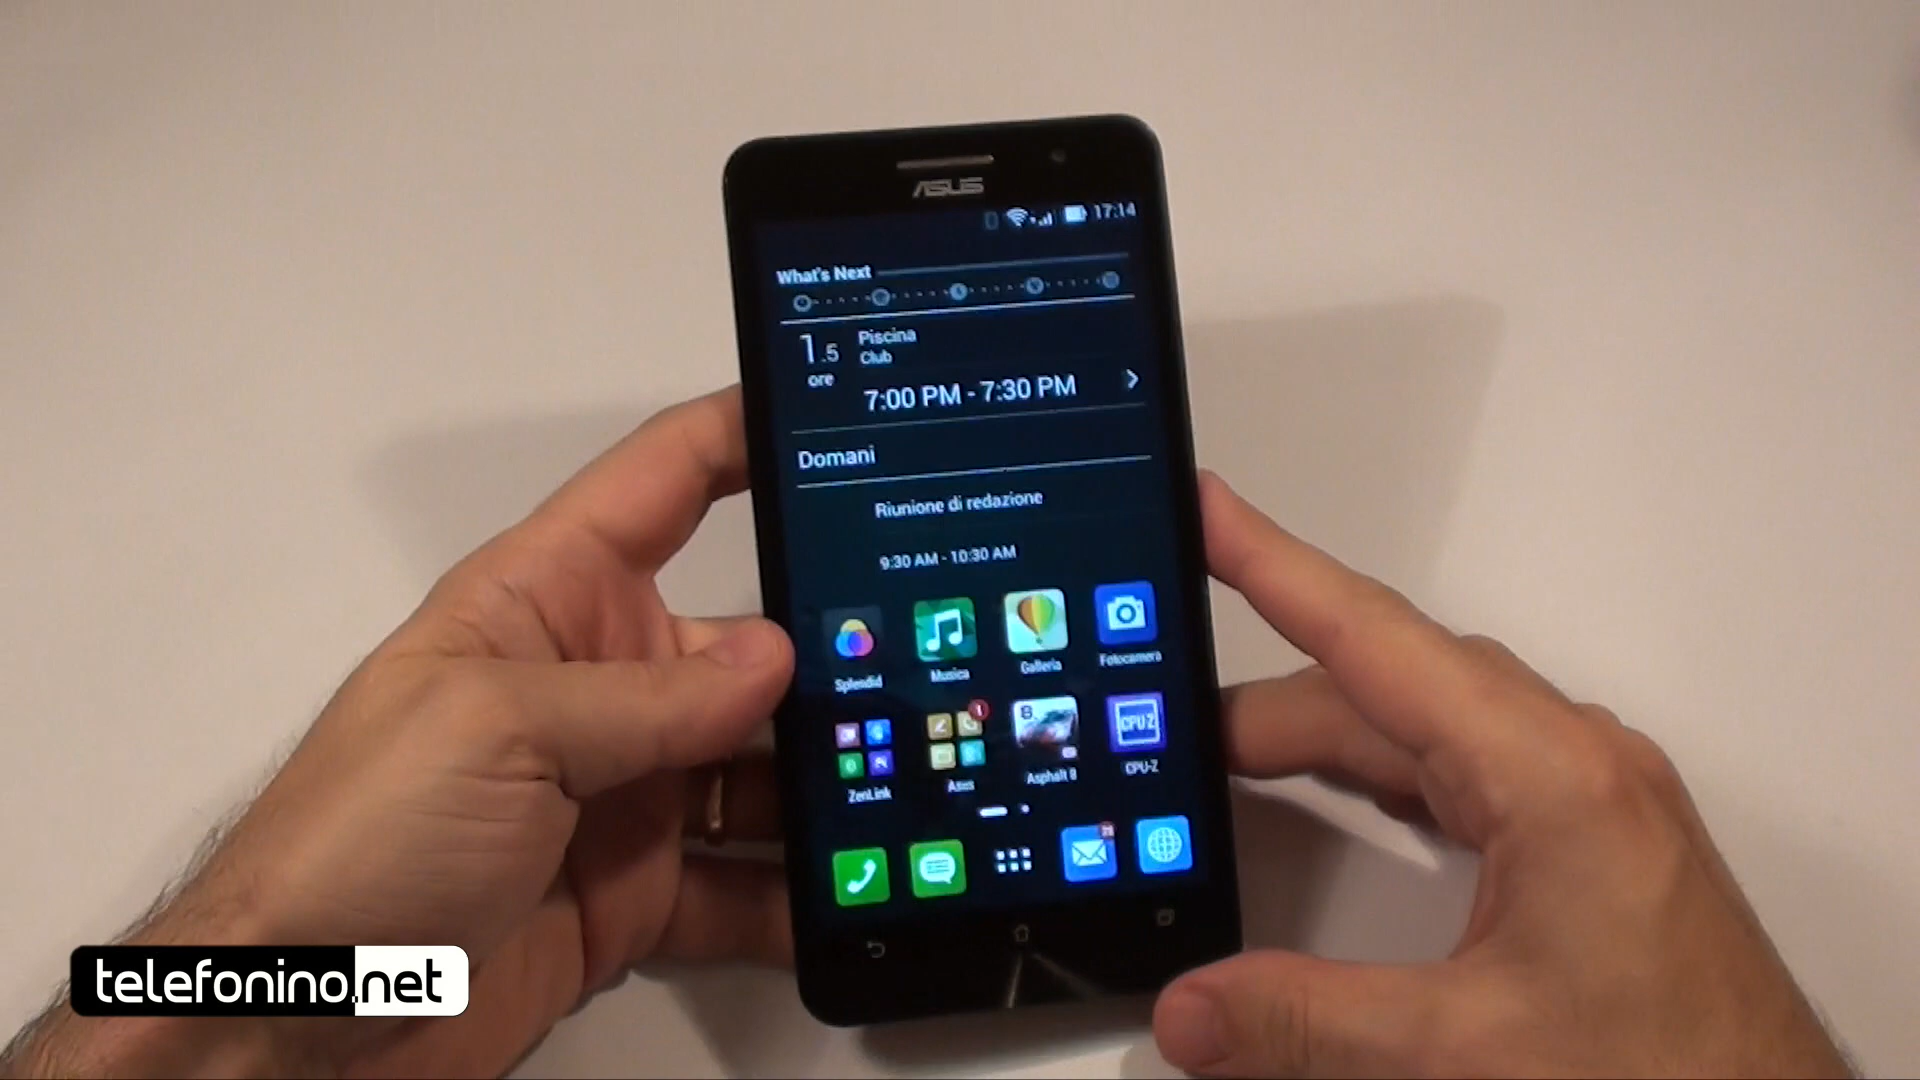 ASUS
17:14
What's Next
1.5 ore
Piscina
Club
7:00 PM - 7:30 PM
Domani
Riunione di redazione
9:30 AM - 10:30 AM
Splendid
Musica
Galleria
Fotocamera
1
8
CPU Z
ZenLink
Asus
Asphalt 8
CPU-Z
telefonino.net